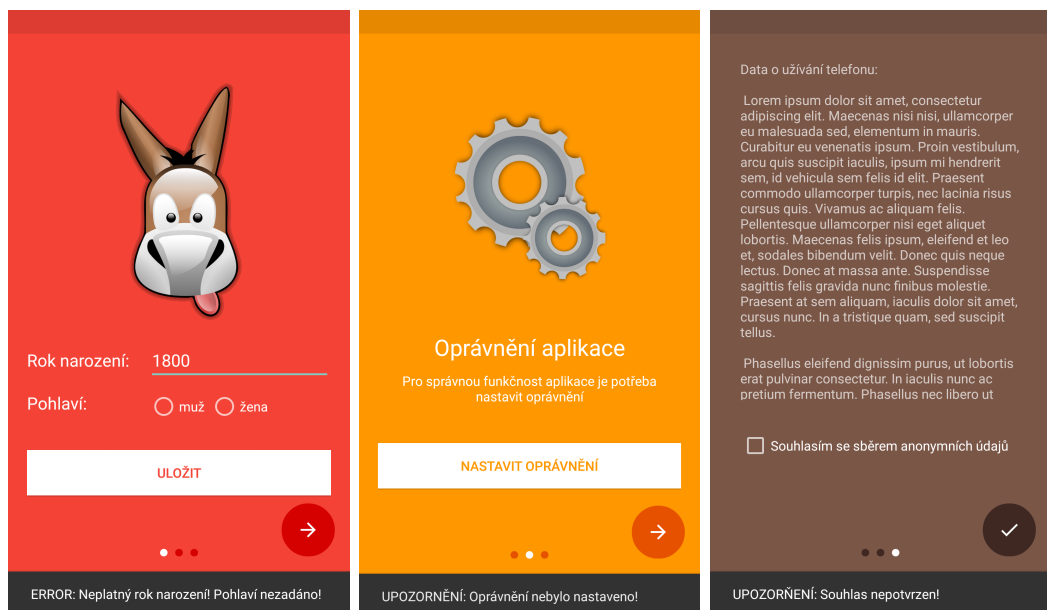 Rok narození: 1800
Pohlaví: muž žena
ULOŽIT
ERROR: Neplatný rok narození! Pohlaví nezadáno!
Oprávnění aplikace
Pro správnou funkčnost aplikace je potřeba
nastavit oprávnění
NASTAVIT OPRÁVNĚNÍ
UPOZORNĚNÍ: Oprávnění nebylo nastaveno!
Data o užívání telefonu:
Lorem ipsum dolor sit amet, consectetur
adipiscing elit. Maecenas nisi nisi, ullamcorper
eu malesuada sed, elementum in mauris.
Curabitur eu venenatis ipsum. Proin vestibulum,
arcu quis suscipit iaculis, ipsum mi hendrerit
sem, id vehicula sem felis id elit. Praesent
commodo ullamcorper turpis, nec lacinia risus
cursus quis. Vivamus ac aliquam felis.
Pellentesque ullamcorper nisi eget aliquet
lobortis. Maecenas felis ipsum, eleifend et leo
et, sodales bibendum velit. Donec quis neque
lectus. Donec at massa ante. Suspendisse
sagittis felis gravida nunc finibus molestie.
Praesent at sem aliquam, iaculis dolor sit amet,
cursus nunc. In a tristique quam, sed suscipit
tellus.
Phasellus eleifend dignissim purus, ut lobortis
erat pulvinar consectetur. In iaculis nunc ac
pretium fermentum. Phasellus nec libero ut
Souhlasím se sběrem anonymních údajů
UPOZORŇENÍ: Souhlas nepotvrzen!